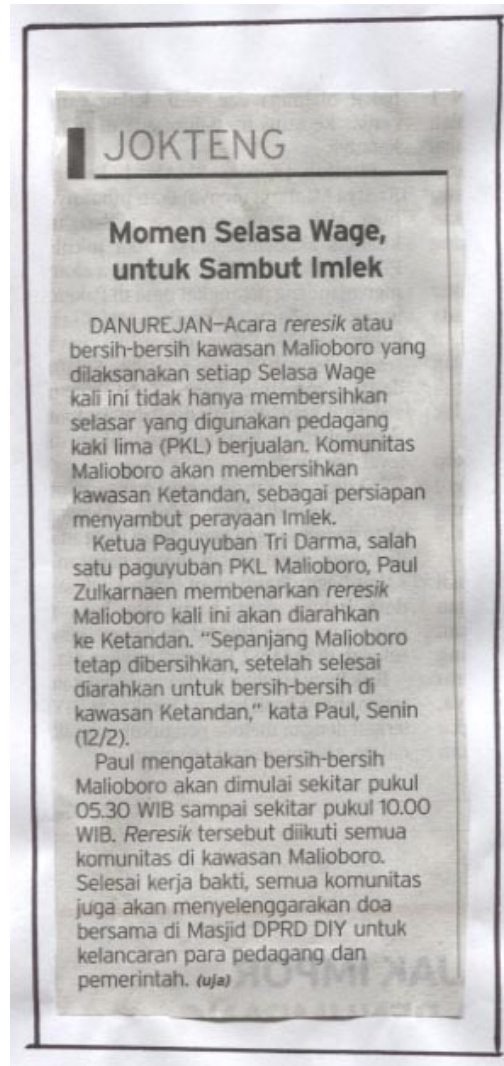 JOKTENG
Momen Selasa Wage,
untuk Sambut Imlek
DANUREJAN–Acara reresik atau
bersih-bersih kawasan Malioboro yang
dilaksanakan setiap Selasa Wage
kali ini tidak hanya membersihkan
selasar yang digunakan pedagang
kaki lima (PKL) berjualan. Komunitas
Malioboro akan membersihkan
kawasan Ketandan, sebagai persiapan
menyambut perayaan Imlek.
Ketua Paguyuban Tri Darma, salah
satu paguyuban PKL Malioboro, Paul
Zulkarnaen membenarkan reresik
Malioboro kali ini akan diarahkan
ke Ketandan. “Sepanjang Malioboro
tetap dibersihkan, setelah selesai
diarahkan untuk bersih-bersih di
kawasan Ketandan,” kata Paul, Senin
(12/2).
Paul mengatakan bersih-bersih
Malioboro akan dimulai sekitar pukul
05.30 WIB sampai sekitar pukul 10.00
WIB. Reresik tersebut diikuti semua
komunitas di kawasan Malioboro.
Selesai kerja bakti, semua komunitas
juga akan menyelenggarakan doa
bersama di Masjid DPRD DIY untuk
kelancaran para pedagang dan
pemerintah. (uja)